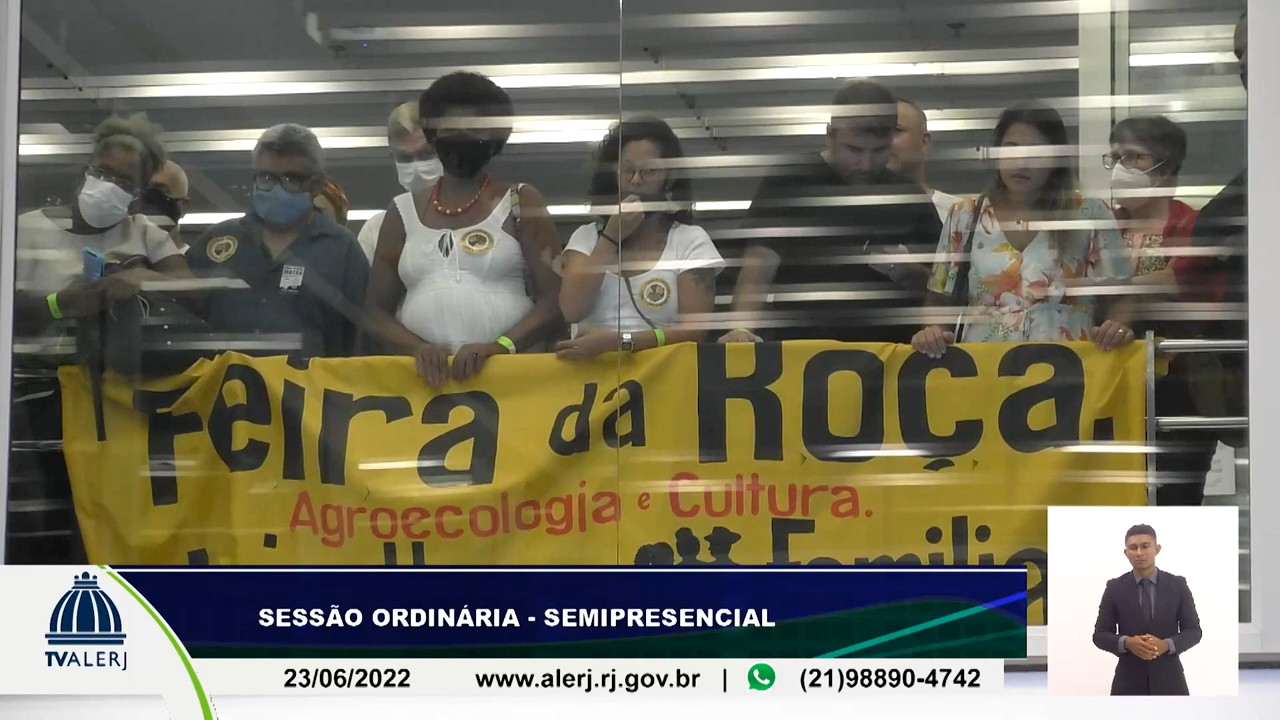 Feira da Roça.
Agroecologia e Cultura.
SESSÃO ORDINÁRIA - SEMIPRESENCIAL
TVALERJ
23/06/2022 www.alerj.rj.gov.br | (21)98890-4742